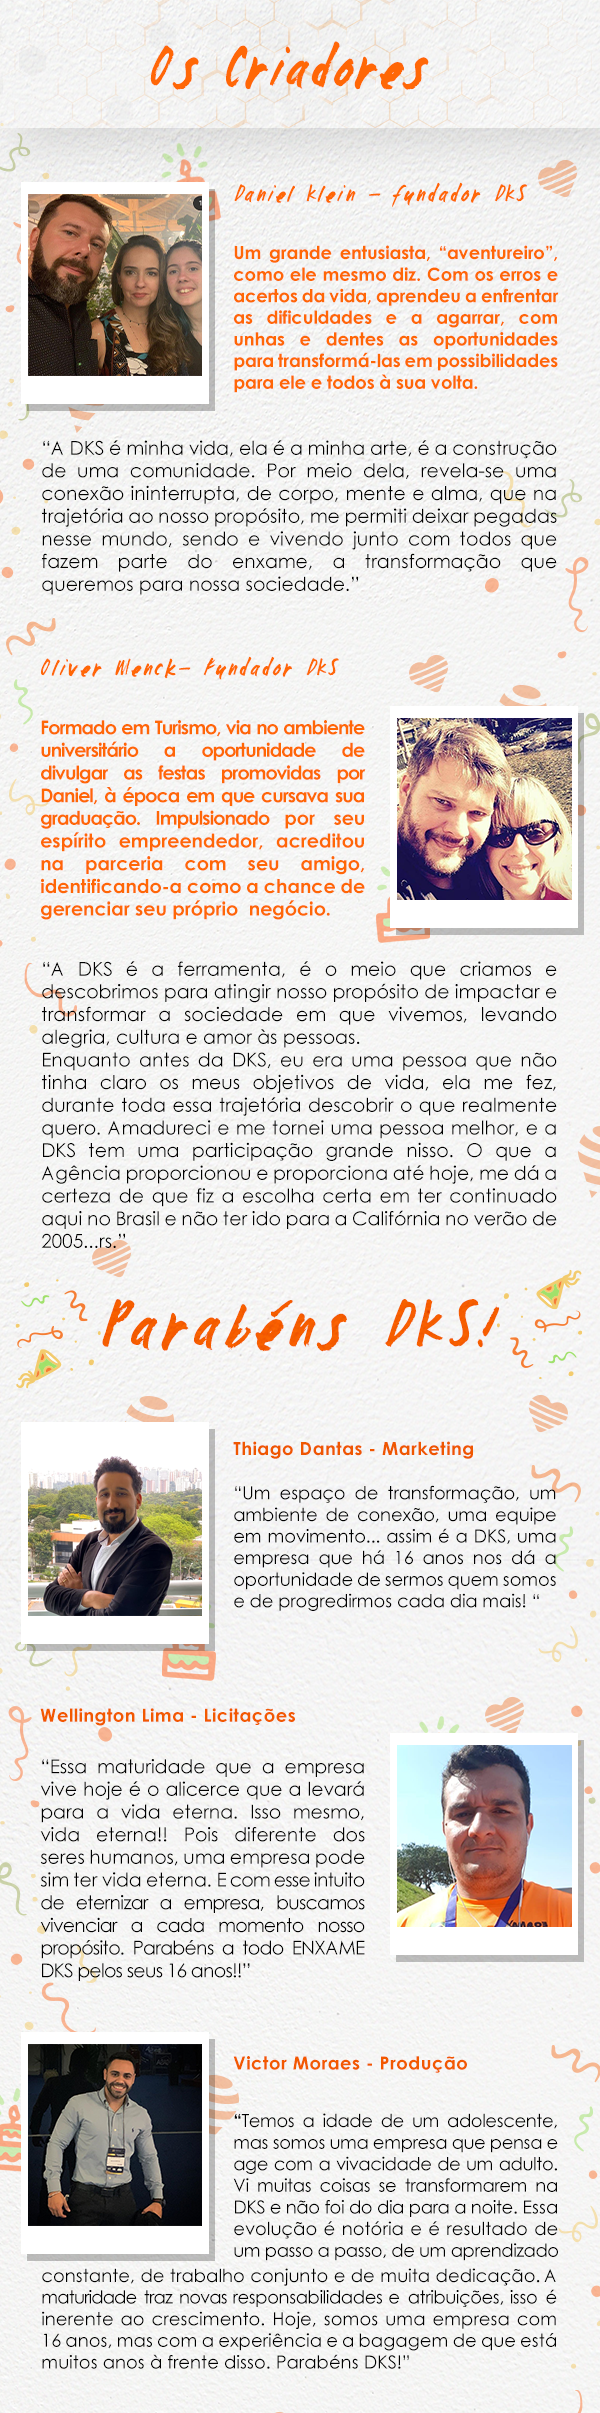 Os Criadores
Daniel Klein – fundador DKS
Um grande entusiasta, “aventureiro”,
como ele mesmo diz. Com os erros e
acertos da vida, aprendeu a enfrentar
as dificuldades e a agarrar, com
unhas e dentes as oportunidades
para transformá-las em possibilidades
para ele e todos à sua volta.
“A DKS é minha vida, ela é a minha arte, é a construção
de uma comunidade. Por meio dela, revela-se uma
conexão ininterrupta, de corpo, mente e alma, que na
trajetória ao nosso propósito, me permiti deixar pegadas
nesse mundo, sendo e vivendo junto com todos que
fazem parte do enxame, a transformação que
queremos para nossa sociedade.”
Oliver Wenck– Fundador DKS
Formado em Turismo, via no ambiente
universitário a oportunidade de
divulgar as festas promovidas por
Daniel, à época em que cursava sua
graduação. Impulsionado por seu
espírito empreendedor, acreditou
na parceria com seu amigo,
identificando-a como a chance de
gerenciar seu próprio negócio.
“A DKS é a ferramenta, é o meio que criamos e
descobrimos para atingir nosso propósito de impactar e
transformar a sociedade em que vivemos, levando
alegria, cultura e amor às pessoas.
Enquanto antes da DKS, eu era uma pessoa que não
tinha claro os meus objetivos de vida, ela me fez,
durante toda essa trajetória descobrir o que realmente
quero. Amadureci e me tornei uma pessoa melhor, e a
DKS tem uma participação grande nisso. O que a
Agência proporcionou e proporciona até hoje, me dá a
certeza de que fiz a escolha certa em ter continuado
aqui no Brasil e não ter ido para a Califórnia no verão de
2005...rs.”
Parabéns DKS!
Thiago Dantas - Marketing
“Um espaço de transformação, um
ambiente de conexão, uma equipe
em movimento... assim é a DKS, uma
empresa que há 16 anos nos dá a
oportunidade de sermos quem somos
e de progredirmos cada dia mais! “
Wellington Lima - Licitações
“Essa maturidade que a empresa
vive hoje é o alicerce que a levará
para a vida eterna. Isso mesmo,
vida eterna!! Pois diferente dos
seres humanos, uma empresa pode
sim ter vida eterna. E com esse intuito
de eternizar a empresa, buscamos
vivenciar a cada momento nosso
propósito. Parabéns a todo ENXAME
DKS pelos seus 16 anos!!”
Victor Moraes - Produção
“Temos a idade de um adolescente,
mas somos uma empresa que pensa e
age com a vivacidade de um adulto.
Vi muitas coisas se transformarem na
DKS e não foi do dia para a noite. Essa
evolução é notória e é resultado de
um passo a passo, de um aprendizado
constante, de trabalho conjunto e de muita dedicação. A
maturidade traz novas responsabilidades e atribuições, isso é
inerente ao crescimento. Hoje, somos uma empresa com
16 anos, mas com a experiência e a bagagem de que está
muitos anos à frente disso. Parabéns DKS!”